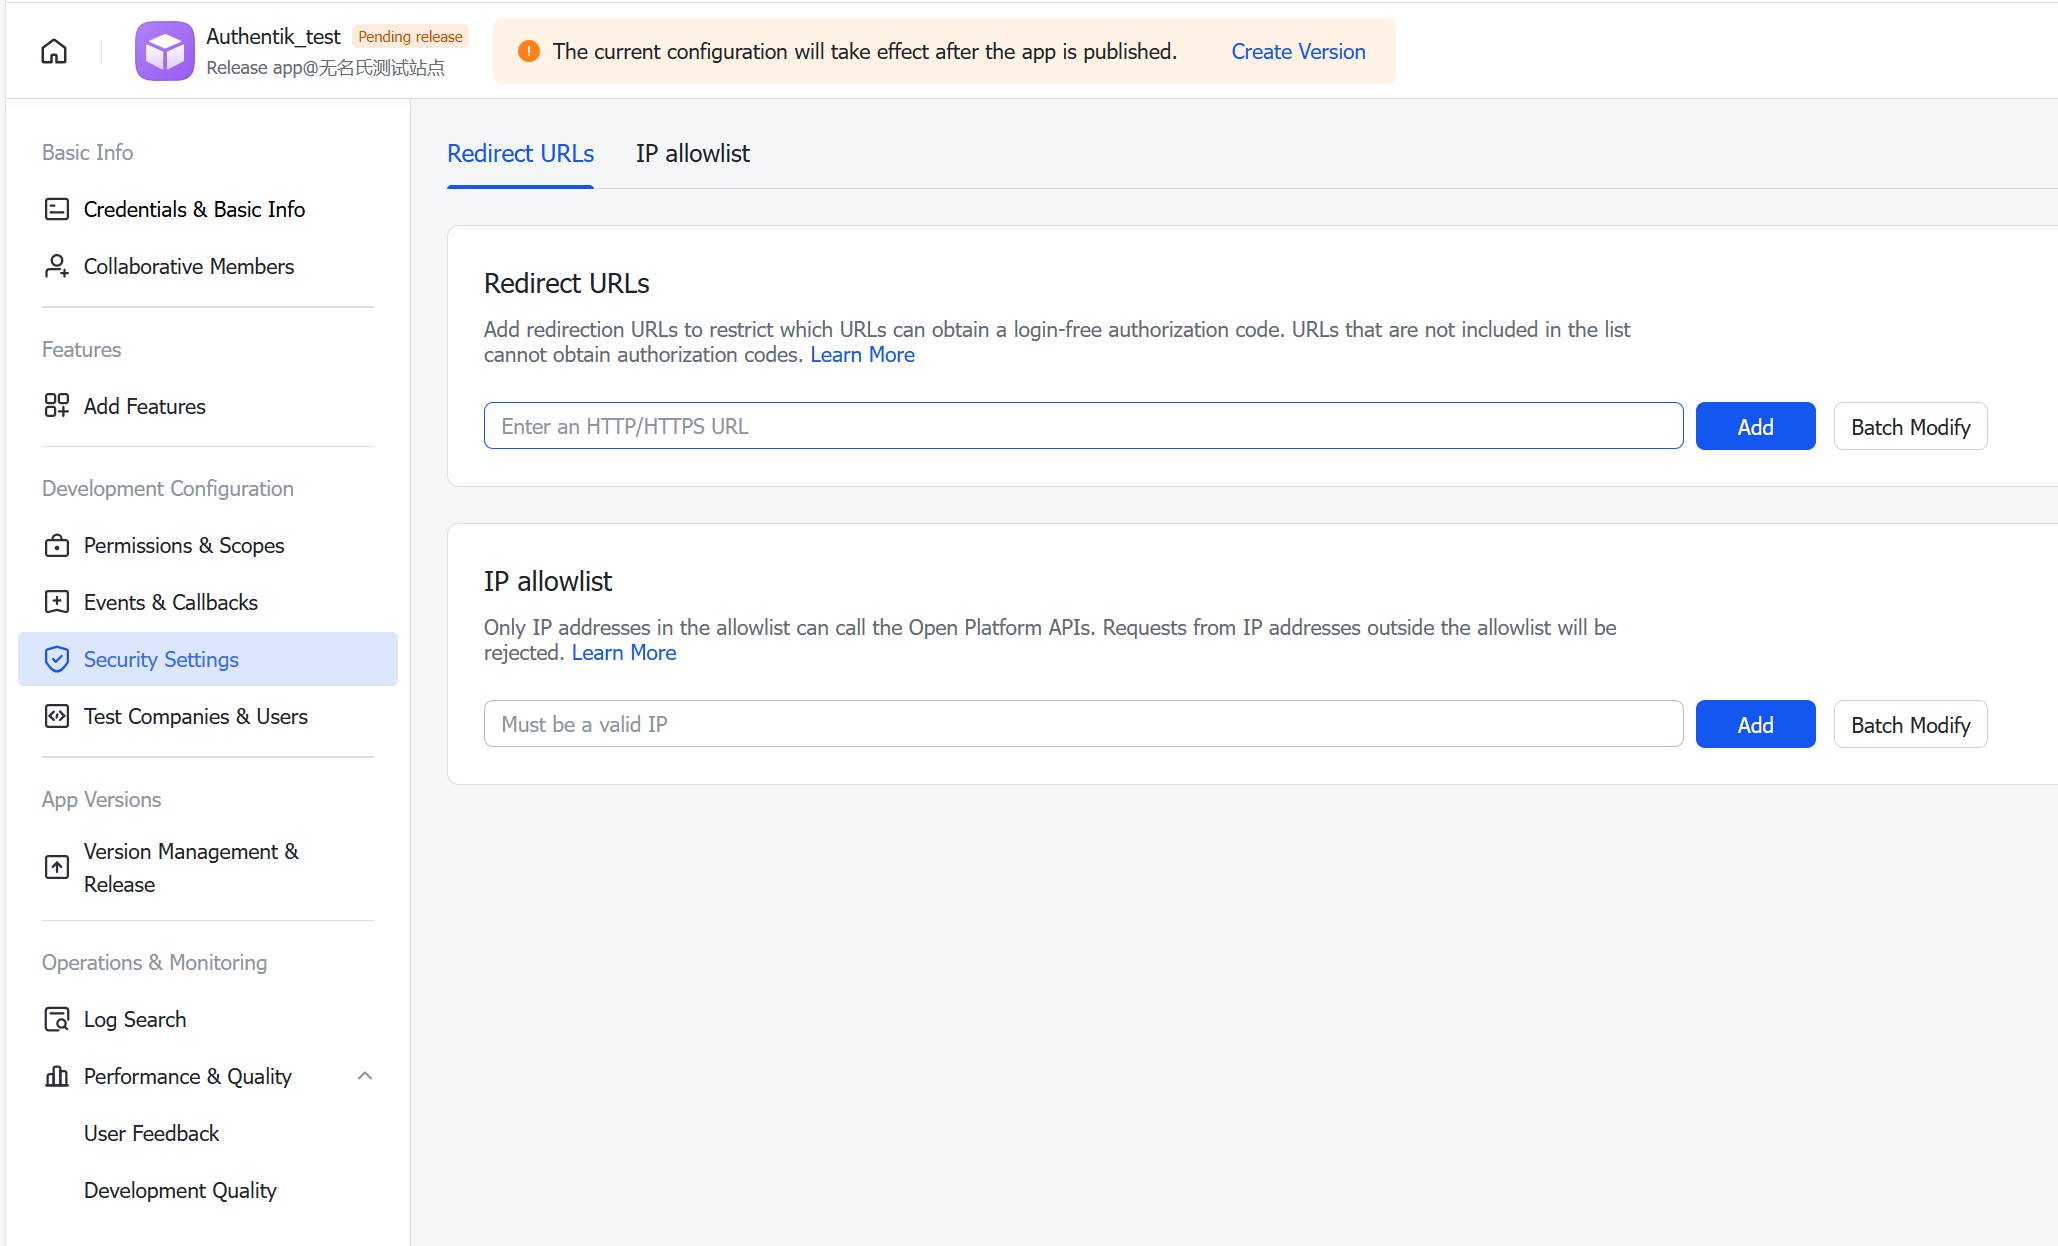 Authentik_test
Pending release
Release app@无名氏测试站点
The current configuration will take effect after the app is published.
Create Version
Basic Info
Credentials & Basic Info
Collaborative Members
Features
Add Features
Development Configuration
Permissions & Scopes
Events & Callbacks
Security Settings
Test Companies & Users
App Versions
Version Management &
Release
Operations & Monitoring
Log Search
Performance & Quality
User Feedback
Development Quality
Redirect URLs
IP allowlist
Redirect URLs
Add redirection URLs to restrict which URLs can obtain a login-free authorization code. URLs that are not included in the list
cannot obtain authorization codes. Learn More
Enter an HTTP/HTTPS URL
Add
Batch Modify
IP allowlist
Only IP addresses in the allowlist can call the Open Platform APIs. Requests from IP addresses outside the allowlist will be
rejected. Learn More
Must be a valid IP
Add
Batch Modify